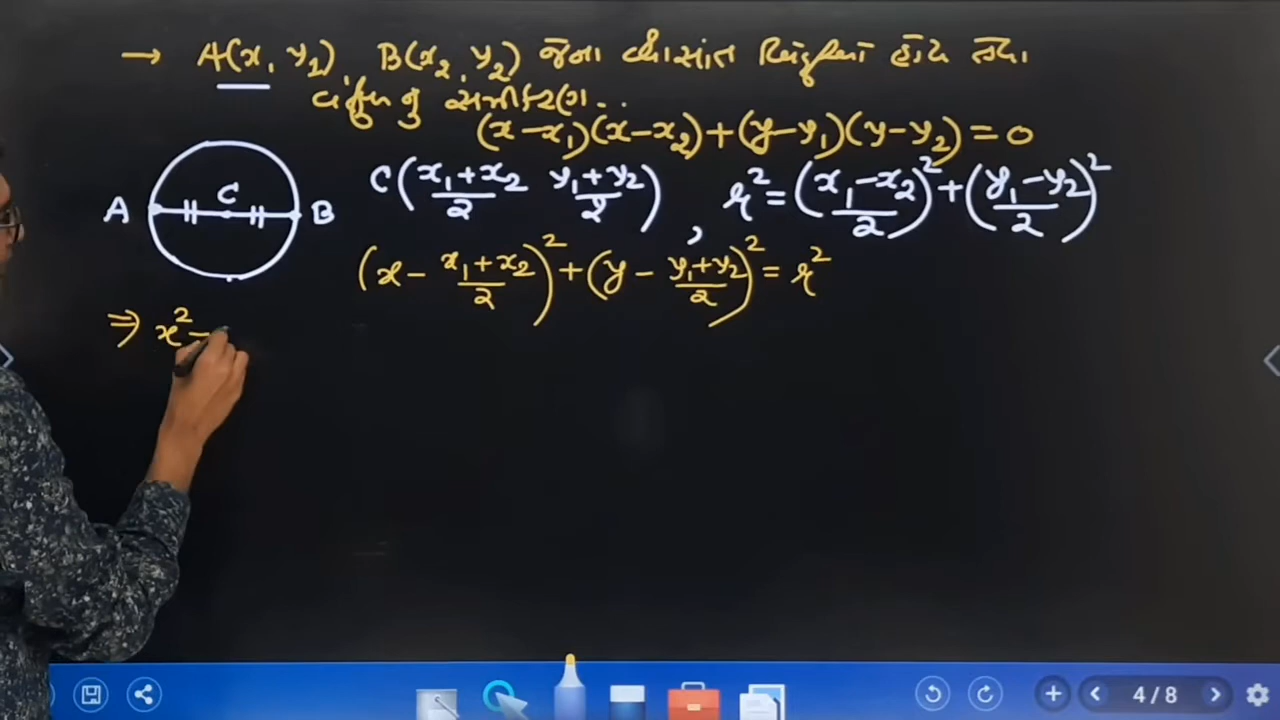 → A(x, y₁), B(x₂, y₂) જેના વ્યાસાંત બિંદુઓ હોય તેવા
વર્તુળ નું સમીકરણ...
(x-x₁)(x-x₂)+(y-y₁)(y-y₂)=0
A C B
C((x₁+x₂)/2 (y₁+y₂)/2), r²=((x₁-x₂)/2)²+((y₁-y₂)/2)²
(x - (x₁+x₂)/2)²+(y - (y₁+y₂)/2)²=r²
⇒ x² -
4 / 8